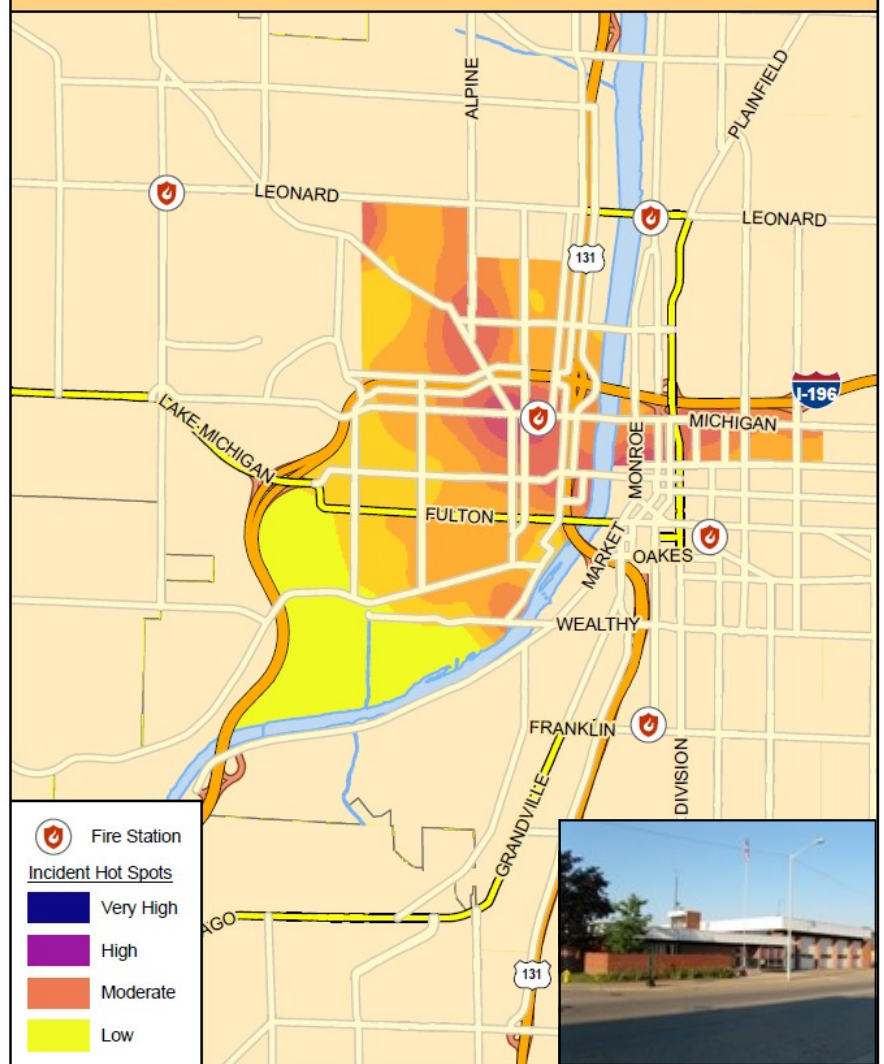 ALPINE
PLAINFIELD
LEONARD
LEONARD
131
I-196
LAKE MICHIGAN
MICHIGAN
MONROE
FULTON
MARKET
OAKES
WEALTHY
FRANKLIN
DIVISION
GRANDVILLE
AGO
131
Fire Station
Incident Hot Spots
Very High
High
Moderate
Low